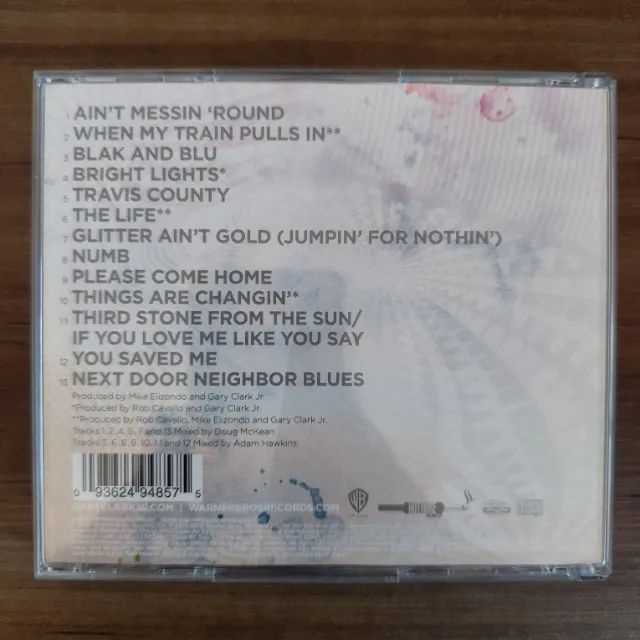 1 AIN'T MESSIN 'ROUND
2 WHEN MY TRAIN PULLS IN**
3 BLAK AND BLU
4 BRIGHT LIGHTS*
5 TRAVIS COUNTY
6 THE LIFE**
7 GLITTER AIN'T GOLD (JUMPIN' FOR NOTHIN')
8 NUMB
9 PLEASE COME HOME
10 THINGS ARE CHANGIN'*
11 THIRD STONE FROM THE SUN/
IF YOU LOVE ME LIKE YOU SAY
12 YOU SAVED ME
13 NEXT DOOR NEIGHBOR BLUES
Produced by Mike Elizondo and Gary Clark Jr.
*Produced by Rob Cavallo and Gary Clark Jr.
**Produced by Rob Cavallo, Mike Elizondo and Gary Clark Jr.
Tracks 1, 2, 4, 5, 7 and 13 Mixed by Doug McKean
Tracks 3, 6, 8, 9, 10, 11 and 12 Mixed by Adam Hawkins
0 93624 94857 5
GARYCLARKJR.COM | WARNERBROSRECORDS.COM